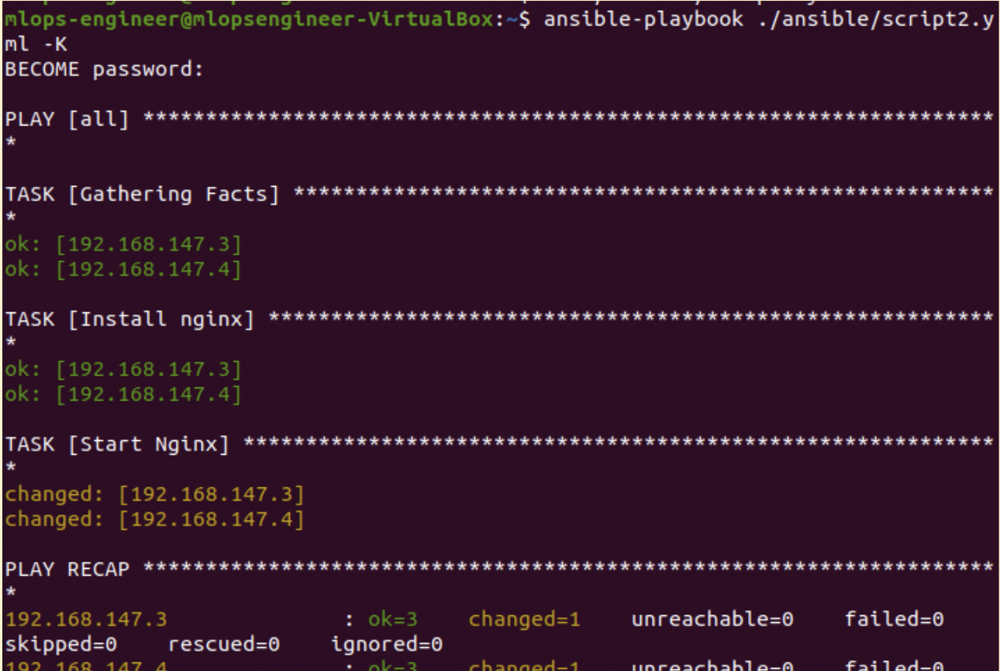 mlops-engineer@mlopsengineer-VirtualBox:~$ ansible-playbook ./ansible/script2.y
ml -K
BECOME password:
PLAY [all] ********************************************************************
*
TASK [Gathering Facts] ********************************************************
*
ok: [192.168.147.3]
ok: [192.168.147.4]
TASK [Install nginx] **********************************************************
*
ok: [192.168.147.3]
ok: [192.168.147.4]
TASK [Start Nginx] ************************************************************
*
changed: [192.168.147.3]
changed: [192.168.147.4]
PLAY RECAP ********************************************************************
*
192.168.147.3 : ok=3 changed=1 unreachable=0 failed=0
skipped=0 rescued=0 ignored=0
192.168.147.4 : ok=3 changed=1 unreachable=0 failed=0